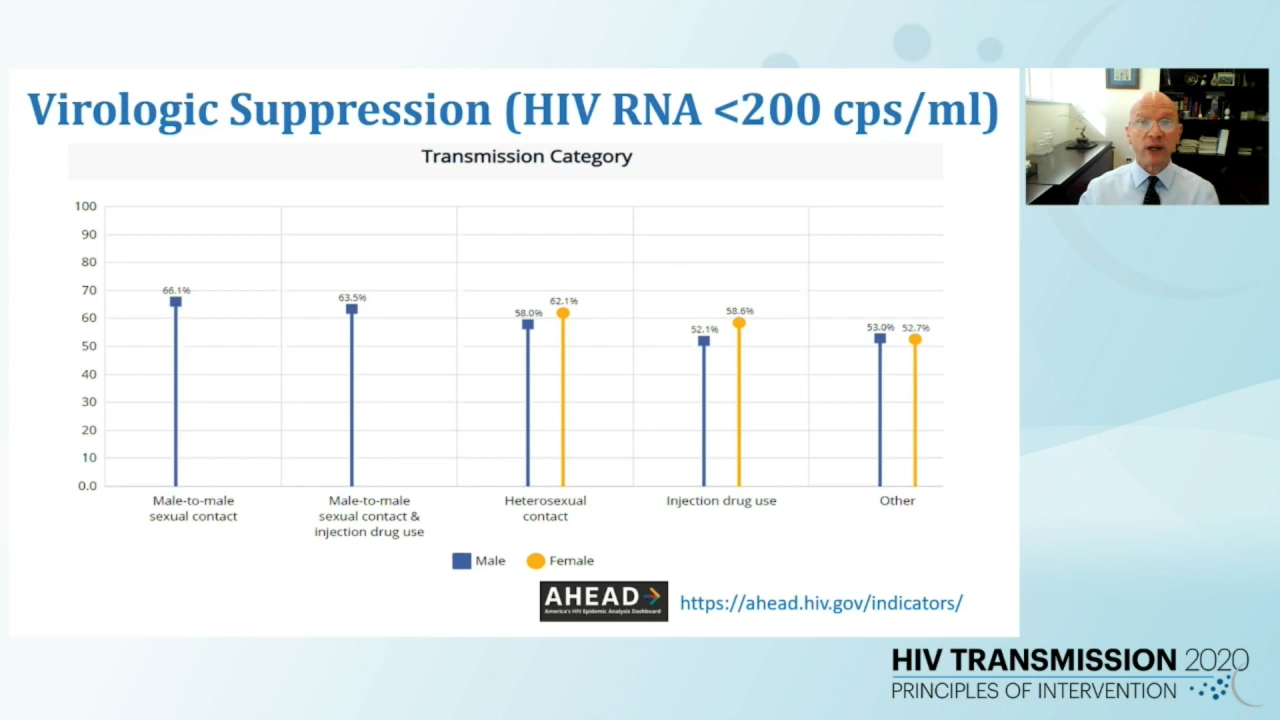 Virologic Suppression (HIV RNA <200 cps/ml)
Transmission Category
100
90
80
70
60
50
40
30
20
10
0.0
66.1%
63.5%
58.0%
62.1%
52.1%
58.6%
53.0%
52.7%
Male-to-male
sexual contact
Male-to-male
sexual contact &
injection drug use
Heterosexual
contact
Injection drug use
Other
Male
Female
AHEAD
America's HIV Epidemic Analysis Dashboard
https://ahead.hiv.gov/indicators/
HIV TRANSMISSION 2020
PRINCIPLES OF INTERVENTION